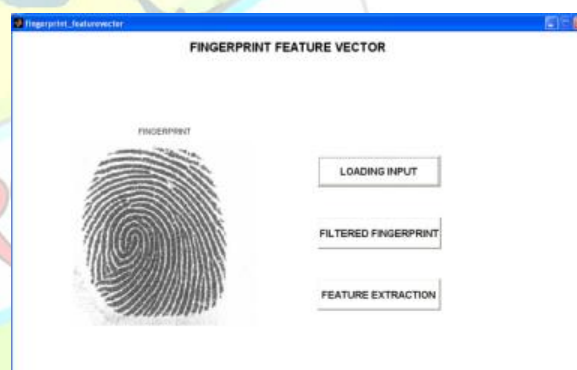 fingerprint_featurevector
FINGERPRINT FEATURE VECTOR
FINGERPRINT
LOADING INPUT
FILTERED FINGERPRINT
FEATURE EXTRACTION